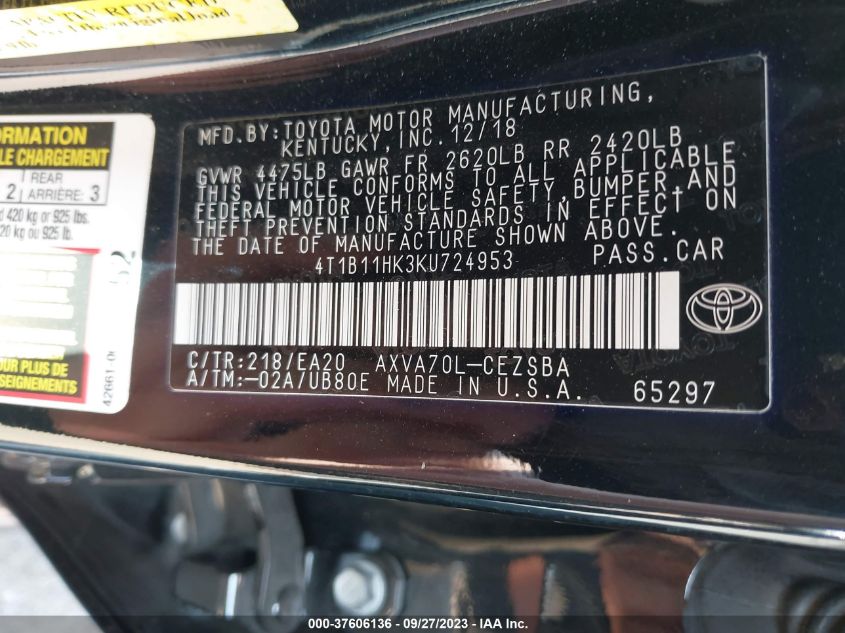 MFD.BY:TOYOTA MOTOR MANUFACTURING,
KENTUCKY, INC. 12/18
GVWR 4475LB GAWR FR 2620LB RR 2420LB
THIS VEHICLE CONFORMS TO ALL APPLICABLE
FEDERAL MOTOR VEHICLE SAFETY,BUMPER,AND
THEFT PREVENTION STANDARDS IN EFFECT ON
THE DATE OF MANUFACTURE SHOWN ABOVE.
4T1B11HK3KU724953 PASS.CAR
C/TR:218/EA20 AXVA70L-CEZSBA
A/TM:-02A/UB80E MADE IN U.S.A. 65297
LE CHARGEMENT
2 REAR
ARRIÈRE: 3
420 kg or 925 lbs.
20 kg ou 925 lb.
52
OUR PLUS DE
42661-0
000-37606136 - 09/27/2023 - IAAI Inc.